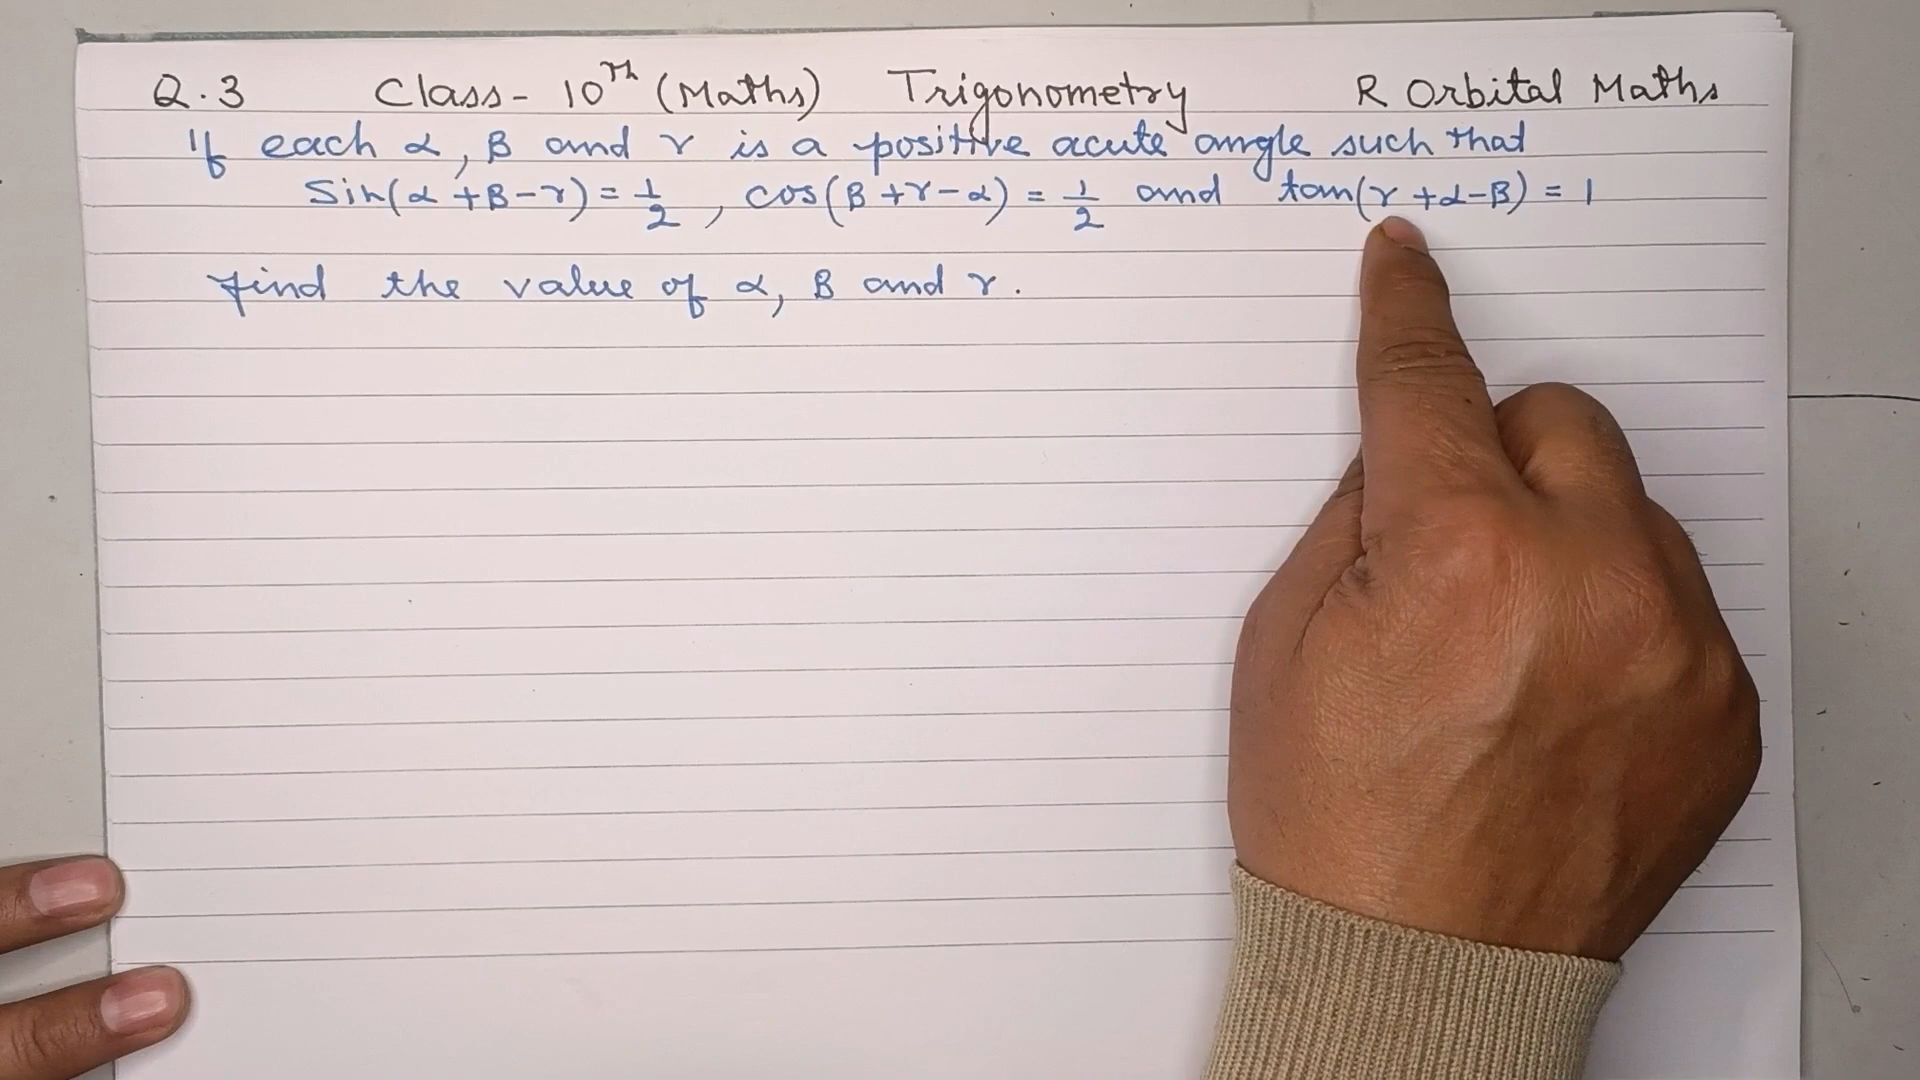 Q.3 Class- 10th (Maths) Trigonometry R Orbital Maths
If each α, β and γ is a positive acute angle such that
Sin(α+β-γ) = 1/2, cos(β+γ-α) = 1/2 and tan(γ+α-β) = 1
find the value of α, β and γ.